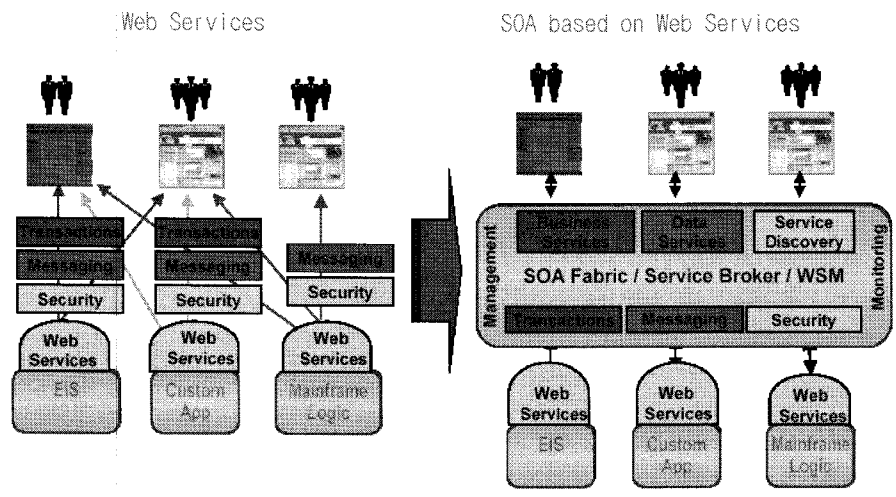 Web Services
SOA based on Web Services
Transactions
Messaging
Security
Transactions
Messaging
Security
Messaging
Security
Web
Services
EIS
Web
Services
Custom
App
Web
Services
Mainframe
Logic
Management
Business
Services
Data
Services
Service
Discovery
SOA Fabric / Service Broker / WSM
Transactions
Messaging
Security
Monitoring
Web
Services
EIS
Web
Services
Custom
App
Web
Services
Mainframe
Logic